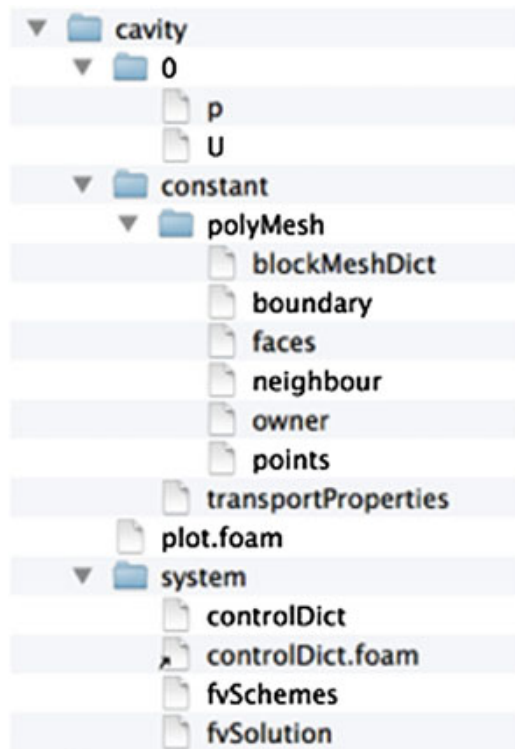 cavity
0
p
U
constant
polyMesh
blockMeshDict
boundary
faces
neighbour
owner
points
transportProperties
plot.foam
system
controlDict
controlDict.foam
fvSchemes
fvSolution